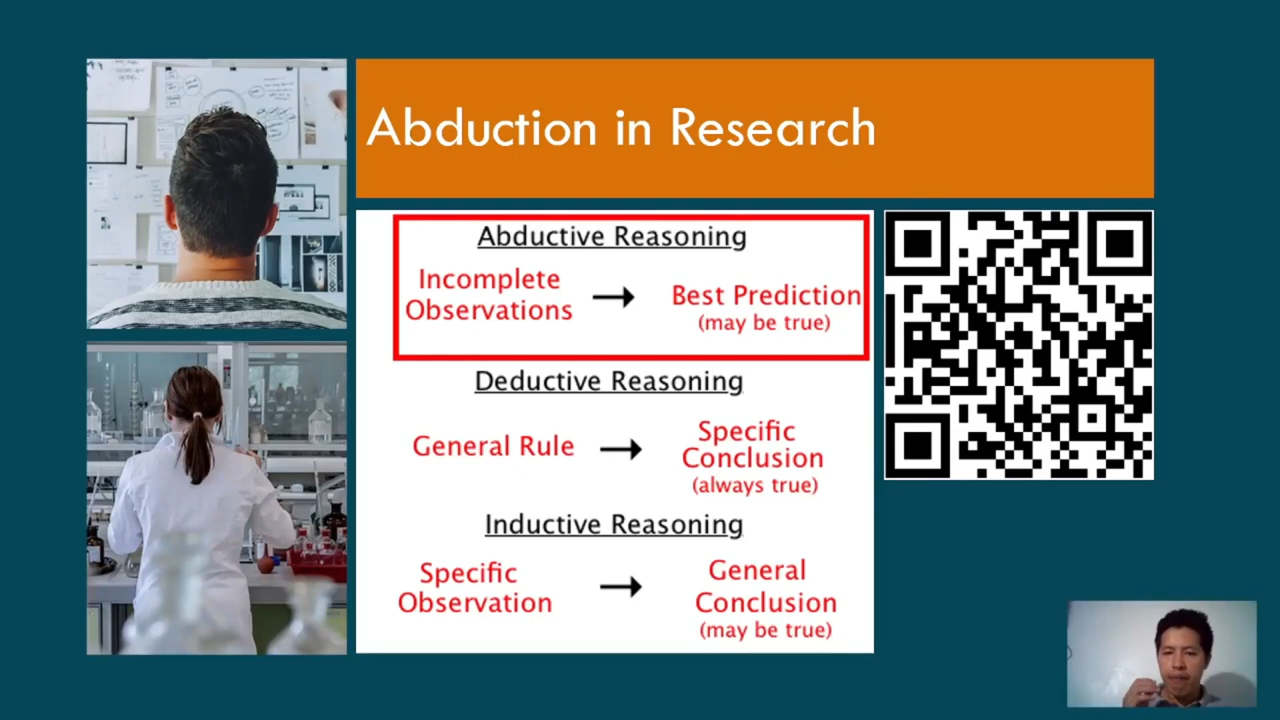 Abduction in Research
Abductive Reasoning
Incomplete
Observations
Best Prediction
(may be true)
Deductive Reasoning
General Rule
Specific
Conclusion
(always true)
Inductive Reasoning
Specific
Observation
General
Conclusion
(may be true)